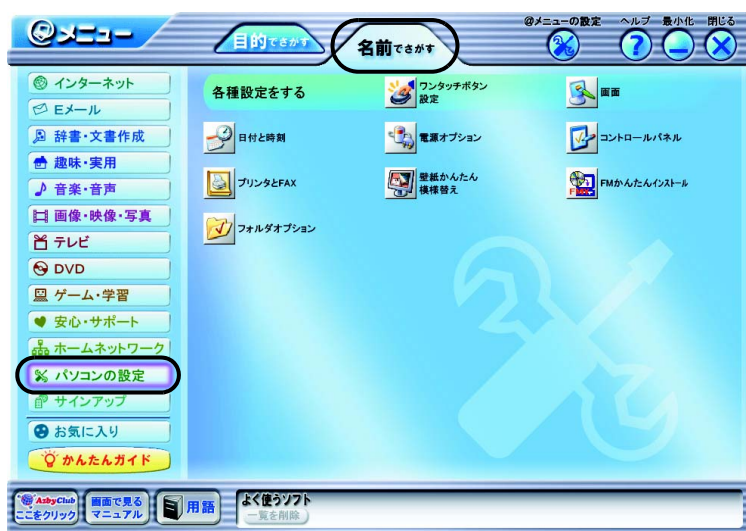 @メニュー
目的でさがす
名前でさがす
@メニューの設定
ヘルプ
最小化
閉じる
インターネット
Eメール
辞書・文書作成
趣味・実用
音楽・音声
画像・映像・写真
テレビ
DVD
ゲーム・学習
安心・サポート
ホームネットワーク
パソコンの設定
サインアップ
お気に入り
かんたんガイド
各種設定をする
ワンタッチボタン
設定
画面
日付と時刻
電源オプション
コントロールパネル
プリンタとFAX
壁紙かんたん
模様替え
FMかんたんインストール
フォルダオプション
@AzbyClub
ここをクリック
画面で見る
マニュアル
用語
よく使うソフト
一覧を削除